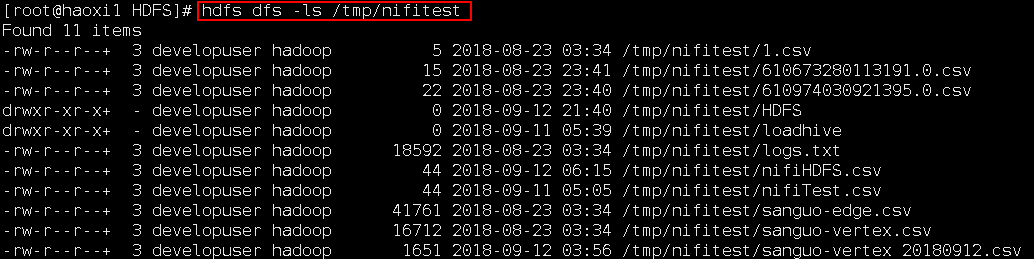 [root@haoxi1 HDFS]# hdfs dfs -ls /tmp/nifitest
Found 11 items
-rw-r--r--+  3 developuser hadoop          5 2018-08-23 03:34 /tmp/nifitest/1.csv
-rw-r--r--+  3 developuser hadoop         15 2018-08-23 23:41 /tmp/nifitest/610673280113191.0.csv
-rw-r--r--+  3 developuser hadoop         22 2018-08-23 23:40 /tmp/nifitest/610974030921395.0.csv
drwxr-xr-x+  - developuser hadoop          0 2018-09-12 21:40 /tmp/nifitest/HDFS
drwxr-xr-x+  - developuser hadoop          0 2018-09-11 05:39 /tmp/nifitest/loadhive
-rw-r--r--+  3 developuser hadoop      18592 2018-08-23 03:34 /tmp/nifitest/logs.txt
-rw-r--r--+  3 developuser hadoop         44 2018-09-12 06:15 /tmp/nifitest/nifiHDFS.csv
-rw-r--r--+  3 developuser hadoop         44 2018-09-11 05:05 /tmp/nifitest/nifiTest.csv
-rw-r--r--+  3 developuser hadoop      41761 2018-08-23 03:34 /tmp/nifitest/sanguo-edge.csv
-rw-r--r--+  3 developuser hadoop      16712 2018-08-23 03:34 /tmp/nifitest/sanguo-vertex.csv
-rw-r--r--+  3 developuser hadoop       1651 2018-09-12 03:56 /tmp/nifitest/sanguo-vertex_20180912.csv